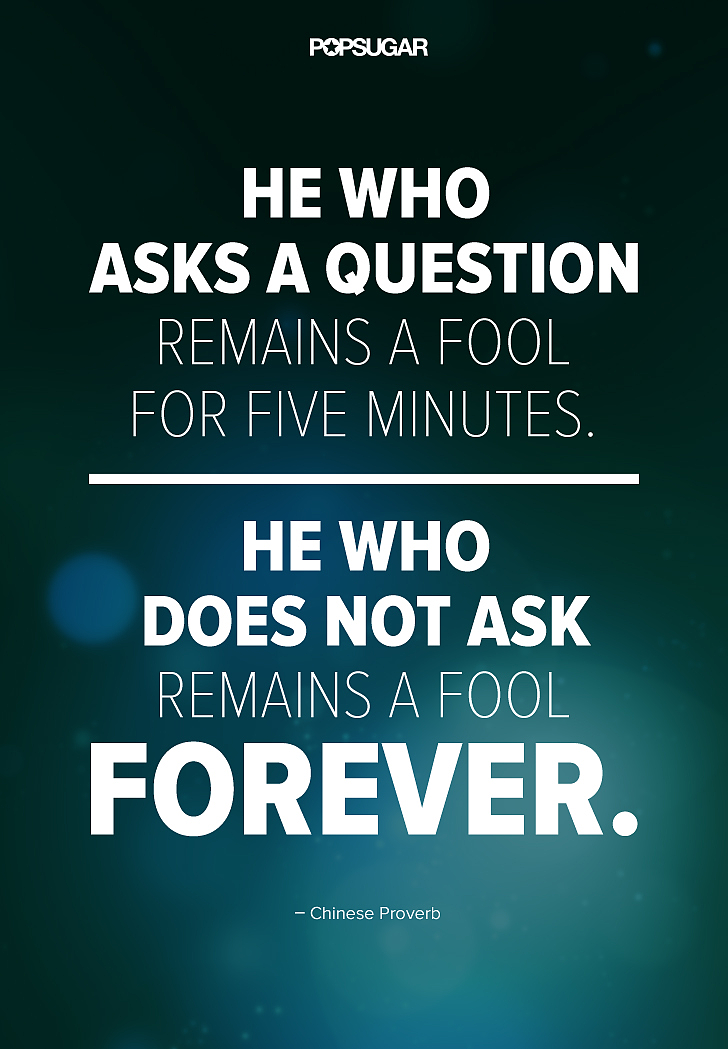 POPSUGAR
HE WHO
ASKS A QUESTION
REMAINS A FOOL
FOR FIVE MINUTES.
HE WHO
DOES NOT ASK
REMAINS A FOOL
FOREVER.
– Chinese Proverb